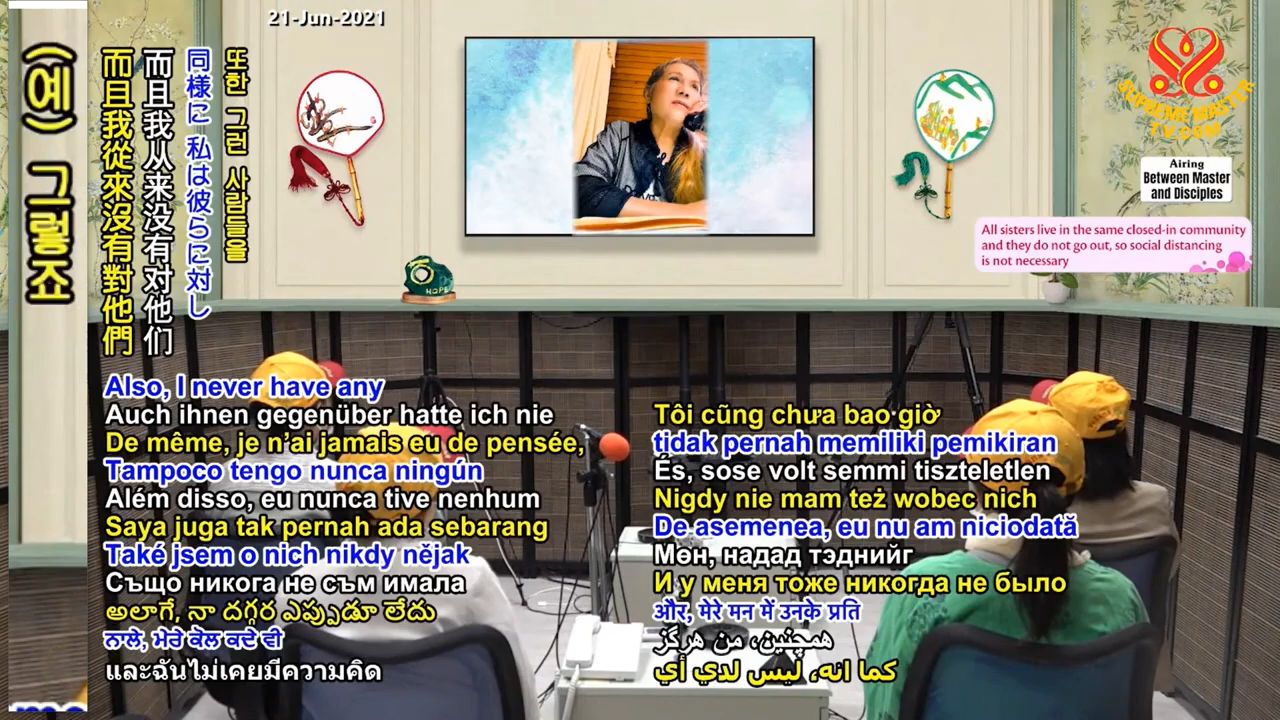 21-Jun-2021
SUPREME MASTER
TV.COM
Airing
Between Master
and Disciples
All sisters live in the same closed-in community
and they do not go out, so social distancing
is not necessary
HOPE
(예) 그렇죠
또한 그런 사람들을
同様に 私は彼らに対し
而且我从来没有对他们
而且我從來沒有對他們
Also, I never have any
Auch ihnen gegenüber hatte ich nie
De même, je n'ai jamais eu de pensée,
Tampoco tengo nunca ningún
Além disso, eu nunca tive nenhum
Saya juga tak pernah ada sebarang
Také jsem o nich nikdy nějak
Също никога не съм имала
అలాగే, నా దగ్గర ఎప్పుడూ లేదు
ਨਾਲੇ, ਮੇਰੇ ਕੋਲ ਕਦੇ ਵੀ
และฉันไม่เคยมีความคิด
Tôi cũng chưa bao giờ
tidak pernah memiliki pemikiran
És, sose volt semmi tiszteletlen
Nigdy nie mam też wobec nich
De asemenea, eu nu am niciodată
Мөн, надад тэднийг
И у меня тоже никогда не было
और, मेरे मन में उनके प्रति
همچنین، من هرگز
كما انه، ليس لدي أي